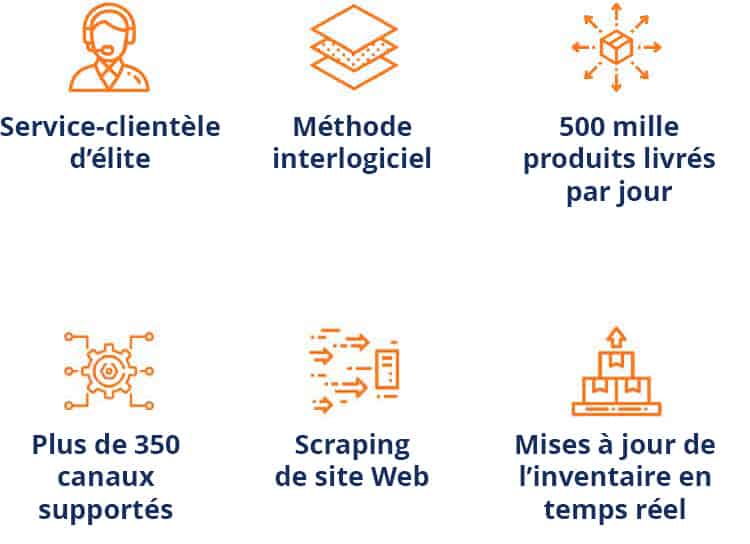 Service-clientèle
d’élite
Méthode
interlogiciel
500 mille
produits livrés
par jour
Plus de 350
canaux
supportés
Scraping
de site Web
Mises à jour de
l’inventaire en
temps réel